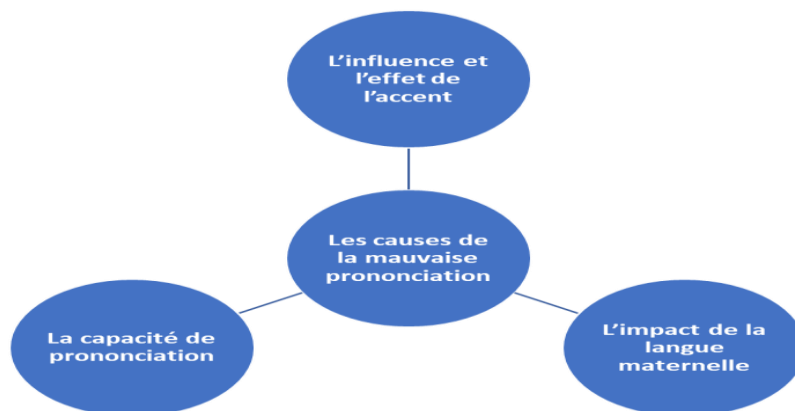 L'influence et
l'effet de
l'accent
Les causes de
la mauvaise
prononciation
La capacité de
prononciation
L'impact de la
langue
maternelle